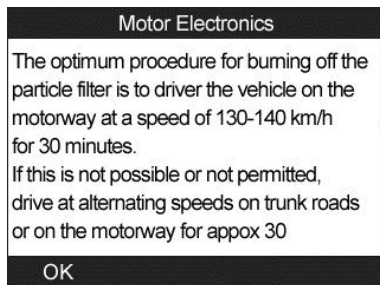 Motor Electronics
The optimum procedure for burning off the
particle filter is to driver the vehicle on the
motorway at a speed of 130-140 km/h
for 30 minutes.
If this is not possible or not pemitted,
drive at alternating speeds on trunk roads
or on the motorway for appox 30
OK